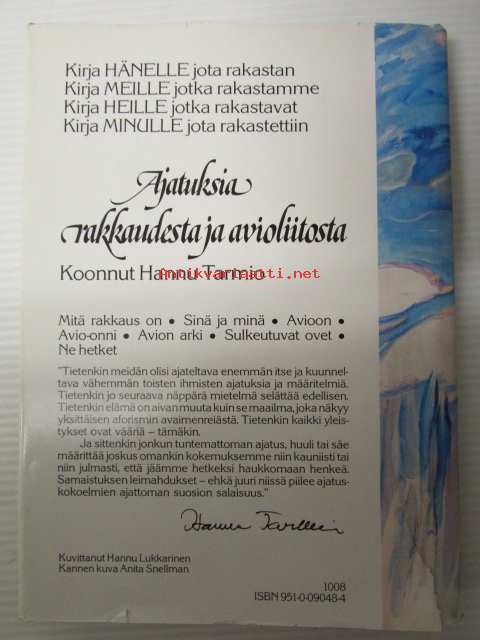 Kirja HÄNELLE jota rakastan
Kirja MEILLE jotka rakastamme
Kirja HEILLE jotka rakastavat
Kirja MINULLE jota rakastettiin
Ajatuksia
rakkaudesta ja avioliitosta
Koonnut Hannu Tarmio
Antikvariaatti.net
Mitä rakkaus on • Sinä ja minä • Avioon •
Avio-onni • Avion arki • Sulkeutuvat ovet •
Ne hetket
"Tietenkin meidän olisi ajateltava enemmän itse ja kuunnel-
tava vähemmän toisten ihmisten ajatuksia ja määritelmiä.
Tietenkin jo seuraava näppärä mietelmä selättää edellisen.
Tietenkin elämä on aivan muuta kuin se maailma, joka näkyy
yksittäisen aforismin avaimenreiästä. Tietenkin kaikki yleis-
tykset ovat vääriä – tämäkin.
Ja sittenkin jonkun tuntemattoman ajatus, huuli tai säe
määrittää joskus omankin kokemuksemme niin kauniisti tai
niin julmasti, että jäämme hetkeksi haukkomaan henkeä.
Samaistuksen leimahdukset – ehkä juuri niissä piilee ajatus-
kokoelmien ajattoman suosion salaisuus."
Hannu Tarmio
Kuvittanut Hannu Lukkarinen
Kannen kuva Anita Snellman
1008
ISBN 951-0-09048-4